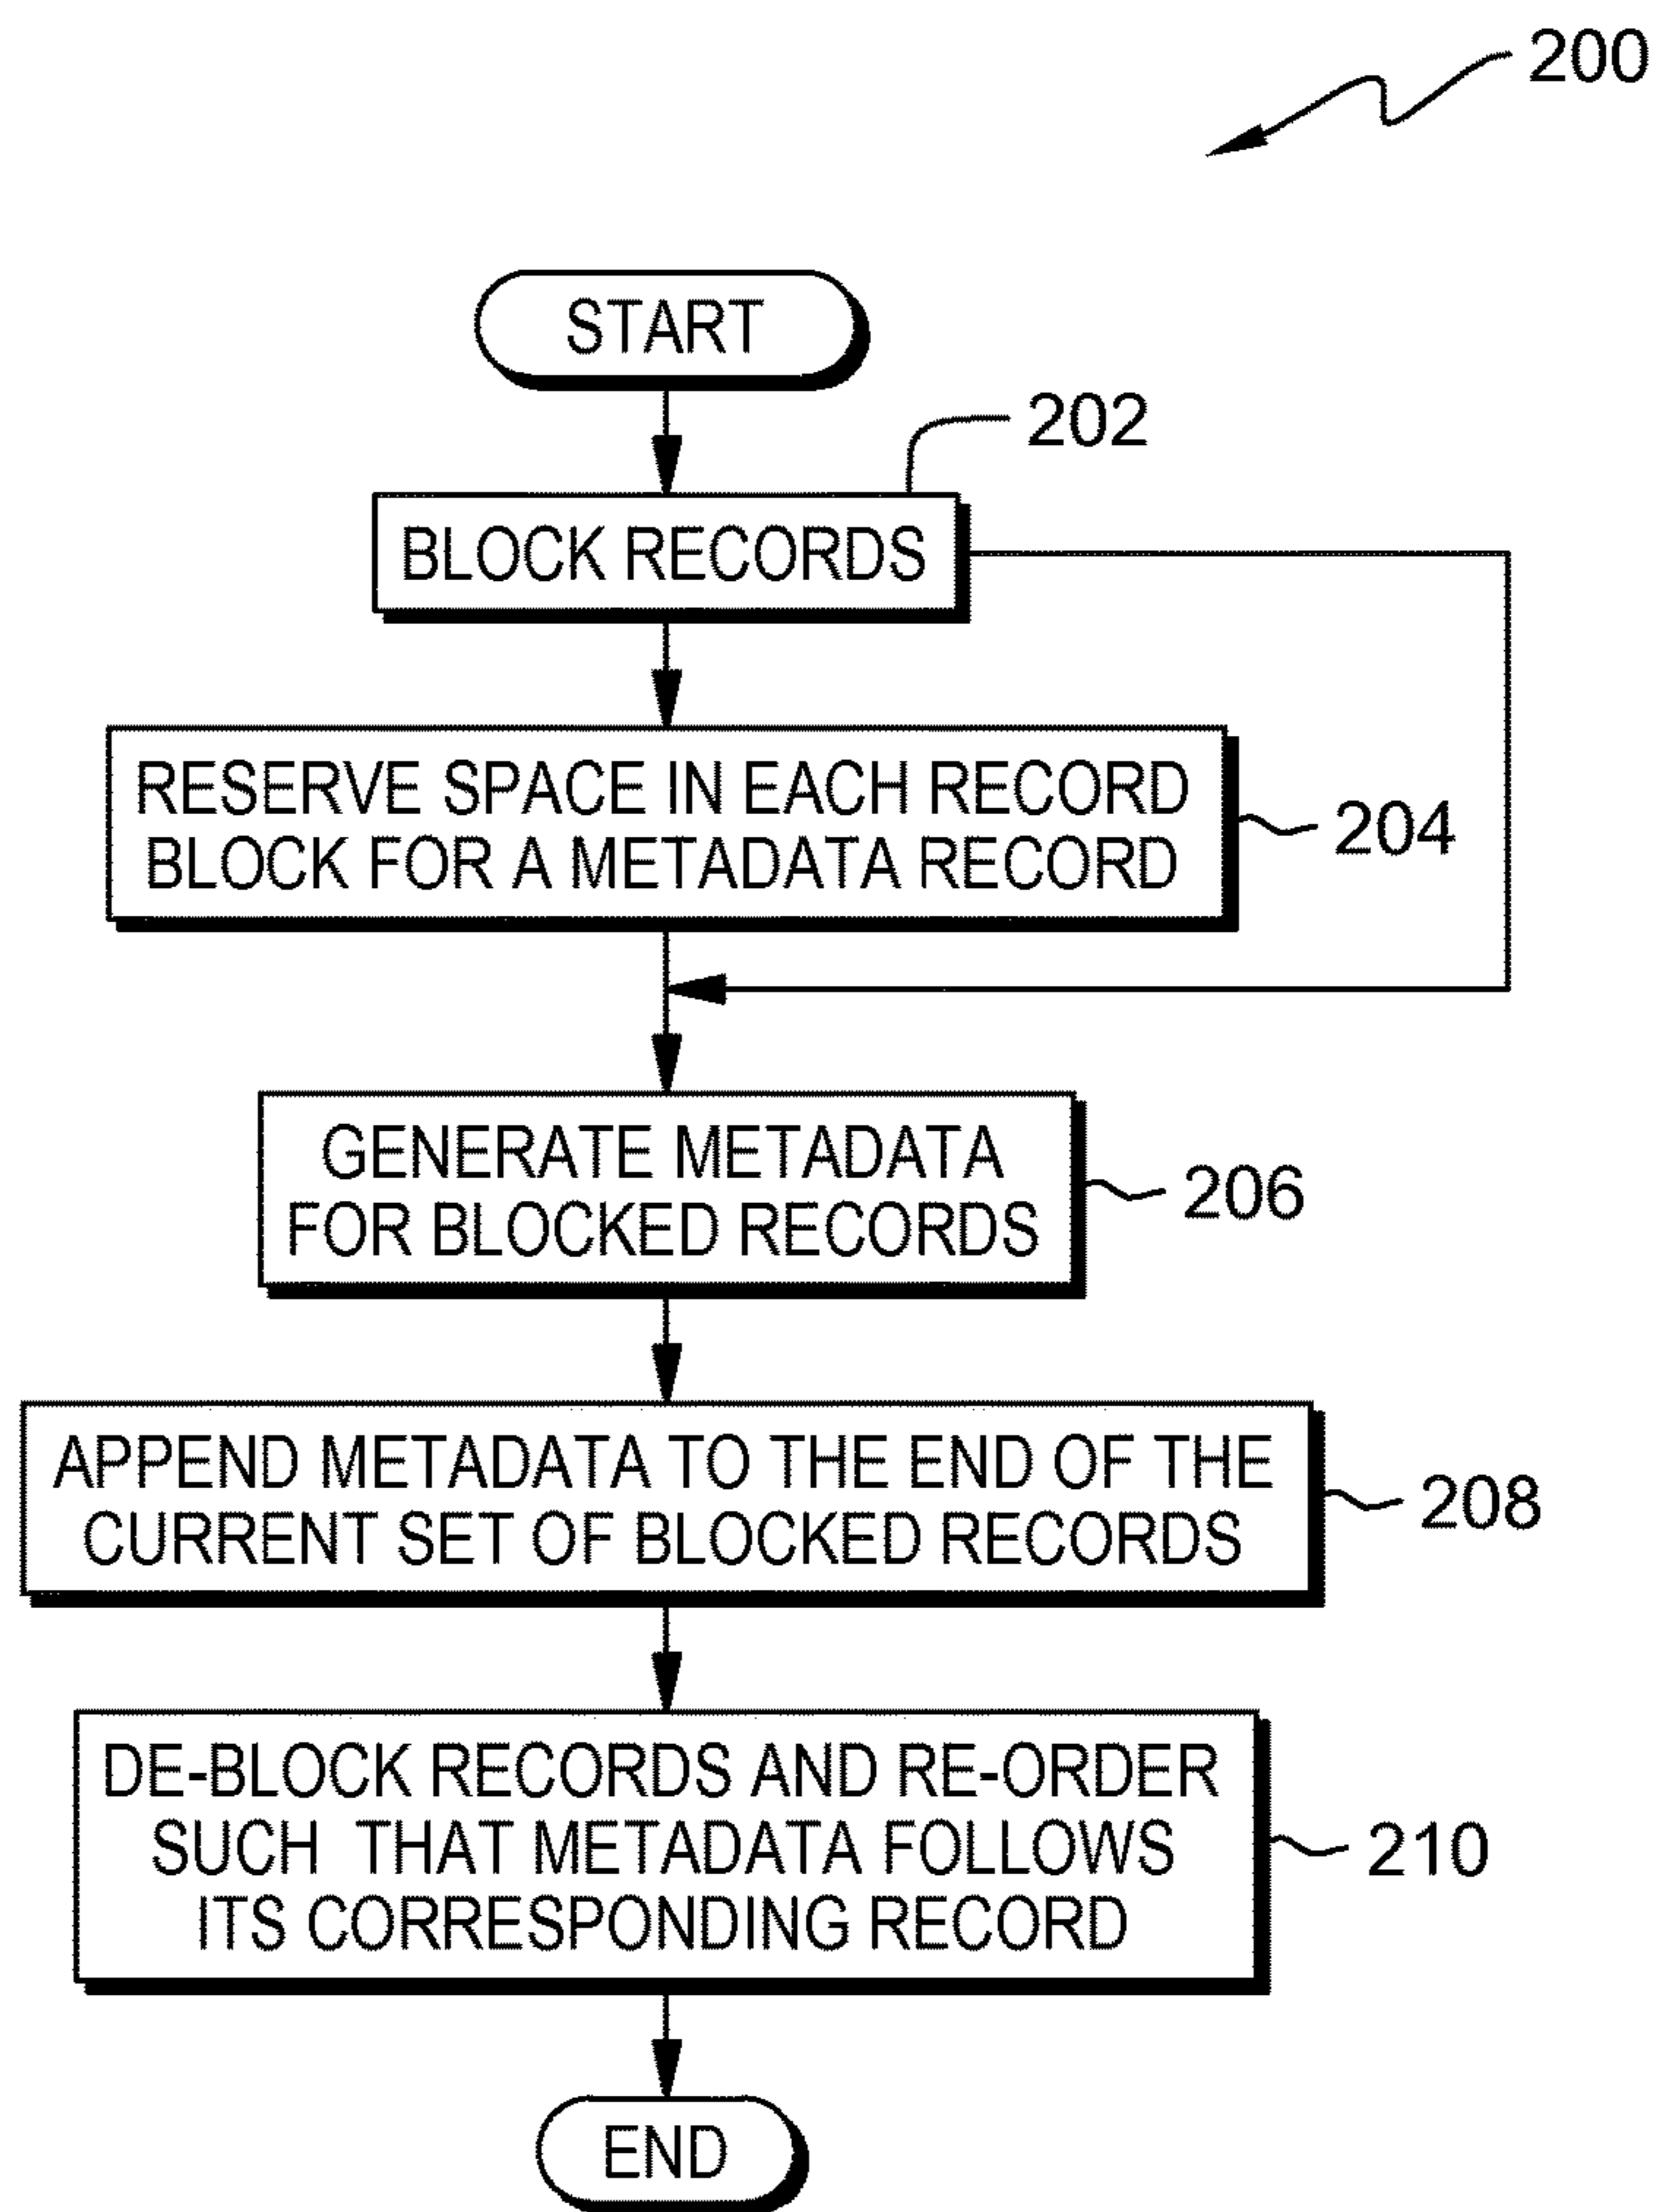 200
START
202
BLOCK RECORDS
RESERVE SPACE IN EACH RECORD
BLOCK FOR A METADATA RECORD
204
GENERATE METADATA
FOR BLOCKED RECORDS
206
APPEND METADATA TO THE END OF THE
CURRENT SET OF BLOCKED RECORDS
208
DE-BLOCK RECORDS AND RE-ORDER
SUCH THAT METADATA FOLLOWS
ITS CORRESPONDING RECORD
210
END